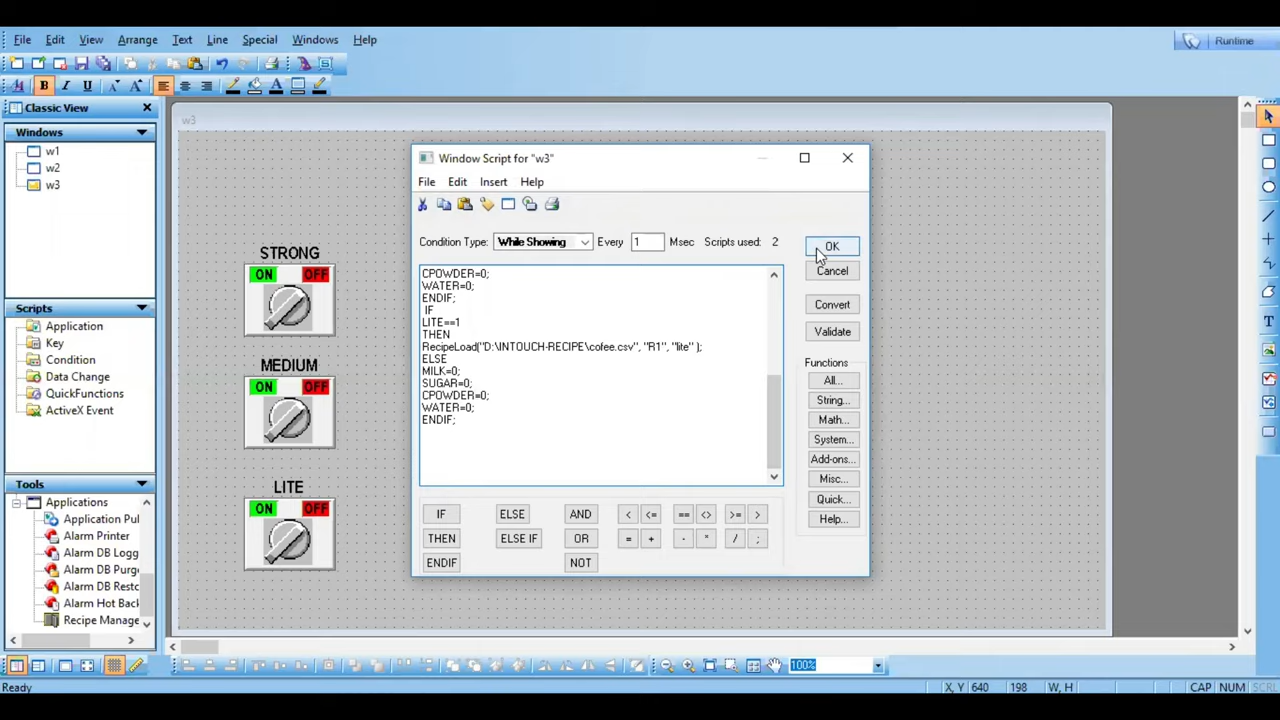 File Edit View Arrange Text Line Special Windows Help
Runtime
B I U A A A
Classic View
Windows
w1
w2
w3
Scripts
Application
Key
Condition
Data Change
QuickFunctions
ActiveX Event
Tools
Applications
Application Pul
Alarm Printer
Alarm DB Logg
Alarm DB Purg
Alarm DB Resto
Alarm Hot Back
Recipe Manage
w3
STRONG
ON OFF
MEDIUM
ON OFF
LITE
ON OFF
Window Script for "w3"
File Edit Insert Help
Condition Type: While Showing Every 1 Msec Scripts used: 2
CPOWDER=0;
WATER=0;
ENDIF;
IF
LITE==1
THEN
RecipeLoad("D:\INTOUCH-RECIPE\cofee.csv", "R1", "lite" );
ELSE
MILK=0;
SUGAR=0;
CPOWDER=0;
WATER=0;
ENDIF;
OK
Cancel
Convert
Validate
Functions
All...
String...
Math...
System...
Add-ons...
Misc...
Quick...
Help...
IF ELSE AND < <= == <> >= >
THEN ELSE IF OR = + - * / ;
ENDIF NOT
100%
Ready
X, Y 640 198 W, H CAP NUM SCRL